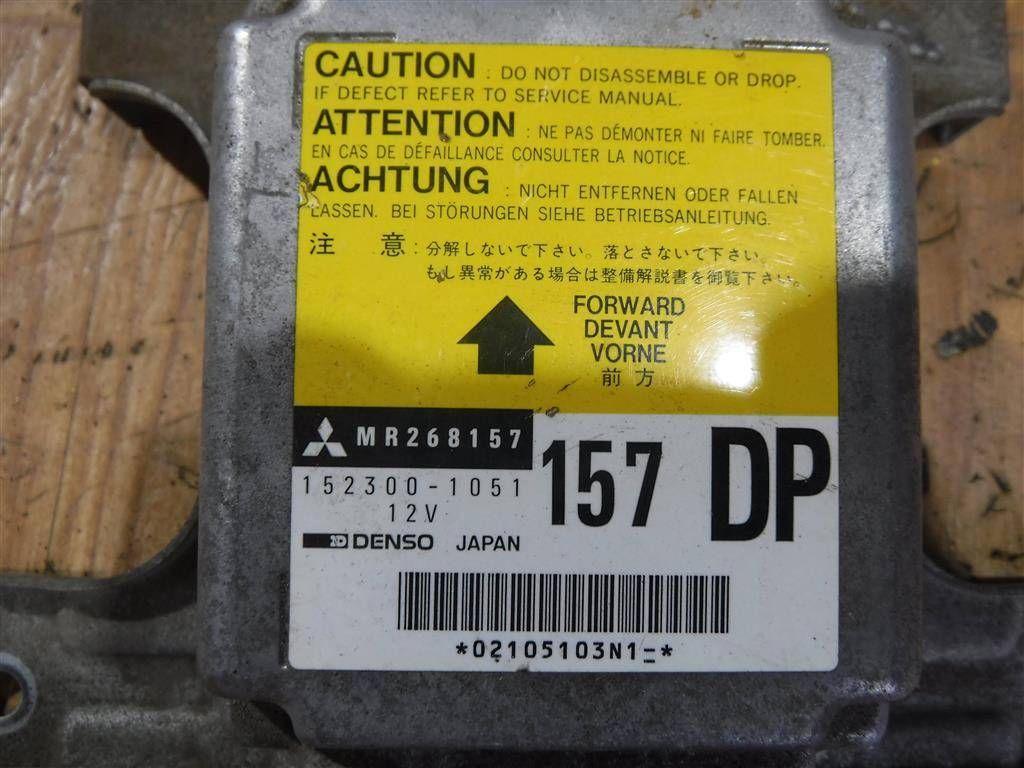 CAUTION : DO NOT DISASSEMBLE OR DROP.
IF DEFECT REFER TO SERVICE MANUAL.
ATTENTION : NE PAS DÉMONTER NI FAIRE TOMBER.
EN CAS DE DÉFAILLANCE CONSULTER LA NOTICE.
ACHTUNG : NICHT ENTFERNEN ODER FALLEN
LASSEN. BEI STÖRUNGEN SIEHE BETRIEBSANLEITUNG.
注 意 : 分解しないで下さい。落とさないで下さい。
もし異常がある場合は整備解説書を御覧下さい。
FORWARD
DEVANT
VORNE
前方
MR268157
157 DP
152300-1051
12V
ND DENSO JAPAN
*02105103N1-*